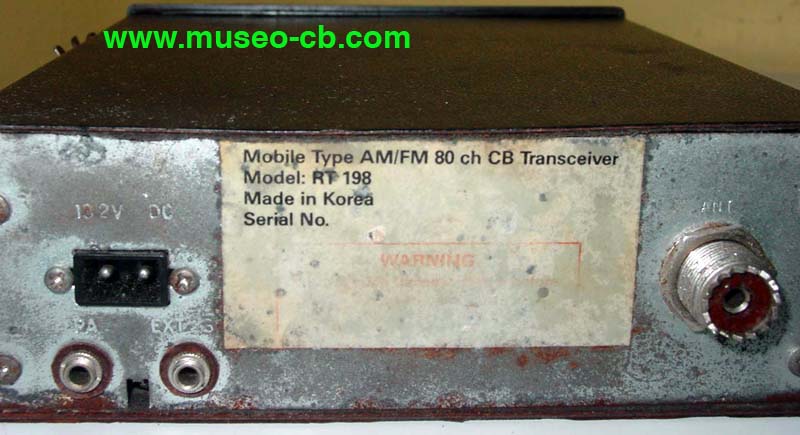 www.museo-cb.com
Mobile Type AM/FM 80 ch CB Transceiver
Model: RT 198
Made in Korea
Serial No.
WARNING
13.2V DC
ANT
PA
EXT S